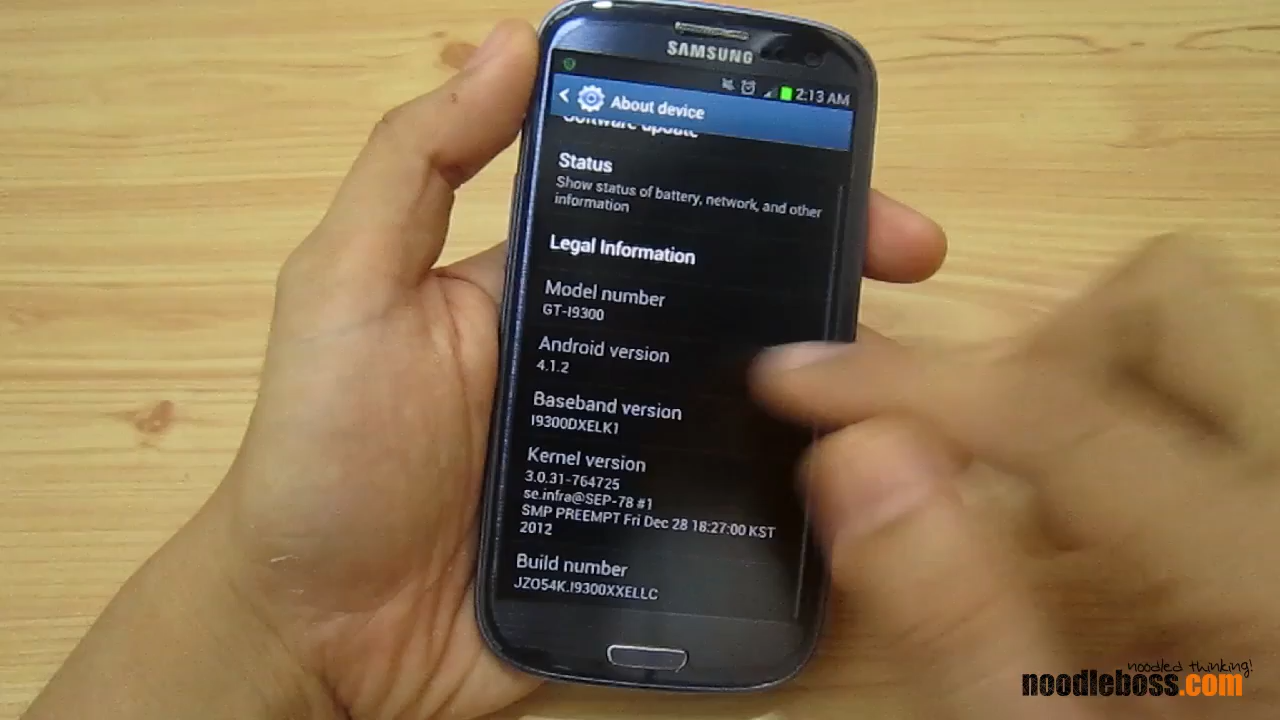 SAMSUNG
2:13 AM
About device
Software update
Status
Show status of battery, network, and other
information
Legal Information
Model number
GT-I9300
Android version
4.1.2
Baseband version
I9300DXELK1
Kernel version
3.0.31-764725
se.infra@SEP-78 #1
SMP PREEMPT Fri Dec 28 18:27:00 KST
2012
Build number
JZO54K.I9300XXELLC
noodled thinking!
noodleboss.com